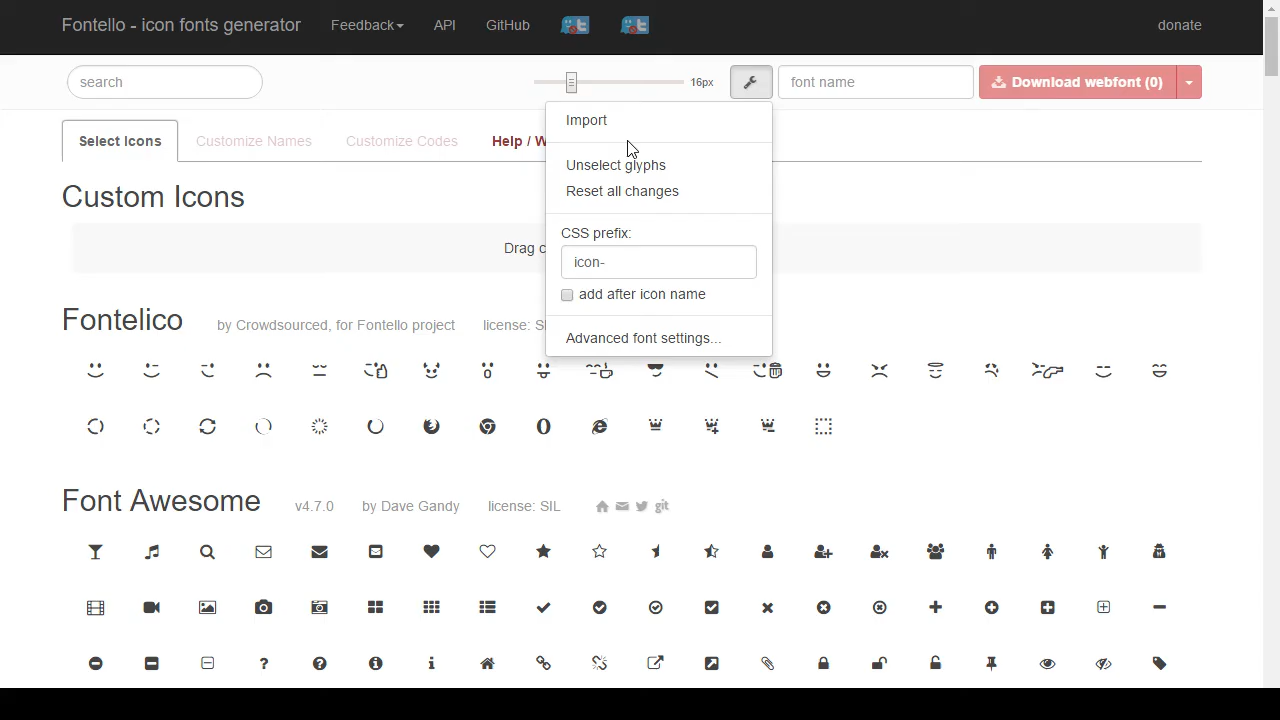 Fontello - icon fonts generator Feedback API GitHub donate
search 16px font name Download webfont (0)
Select Icons Customize Names Customize Codes Help / W
Import
Unselect glyphs
Reset all changes
CSS prefix:
icon-
add after icon name
Advanced font settings...
Custom Icons
Drag c
Fontelico by Crowdsourced, for Fontello project license: SI
Font Awesome v4.7.0 by Dave Gandy license: SIL git